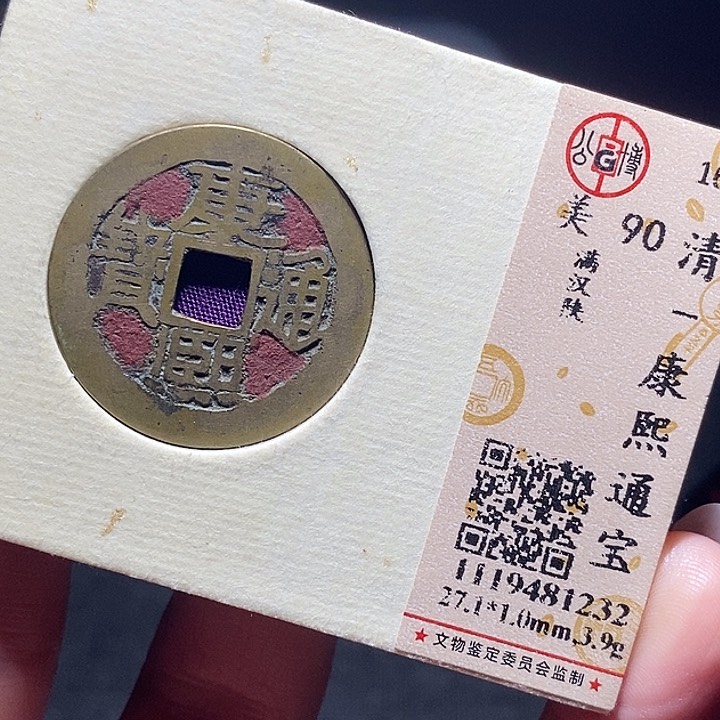 康熙通寶
公G博
美 90
满汉陕
清一康熙通宝
1119481232
27.1*1.0mm,3.9g
★文物鉴定委员会监制★